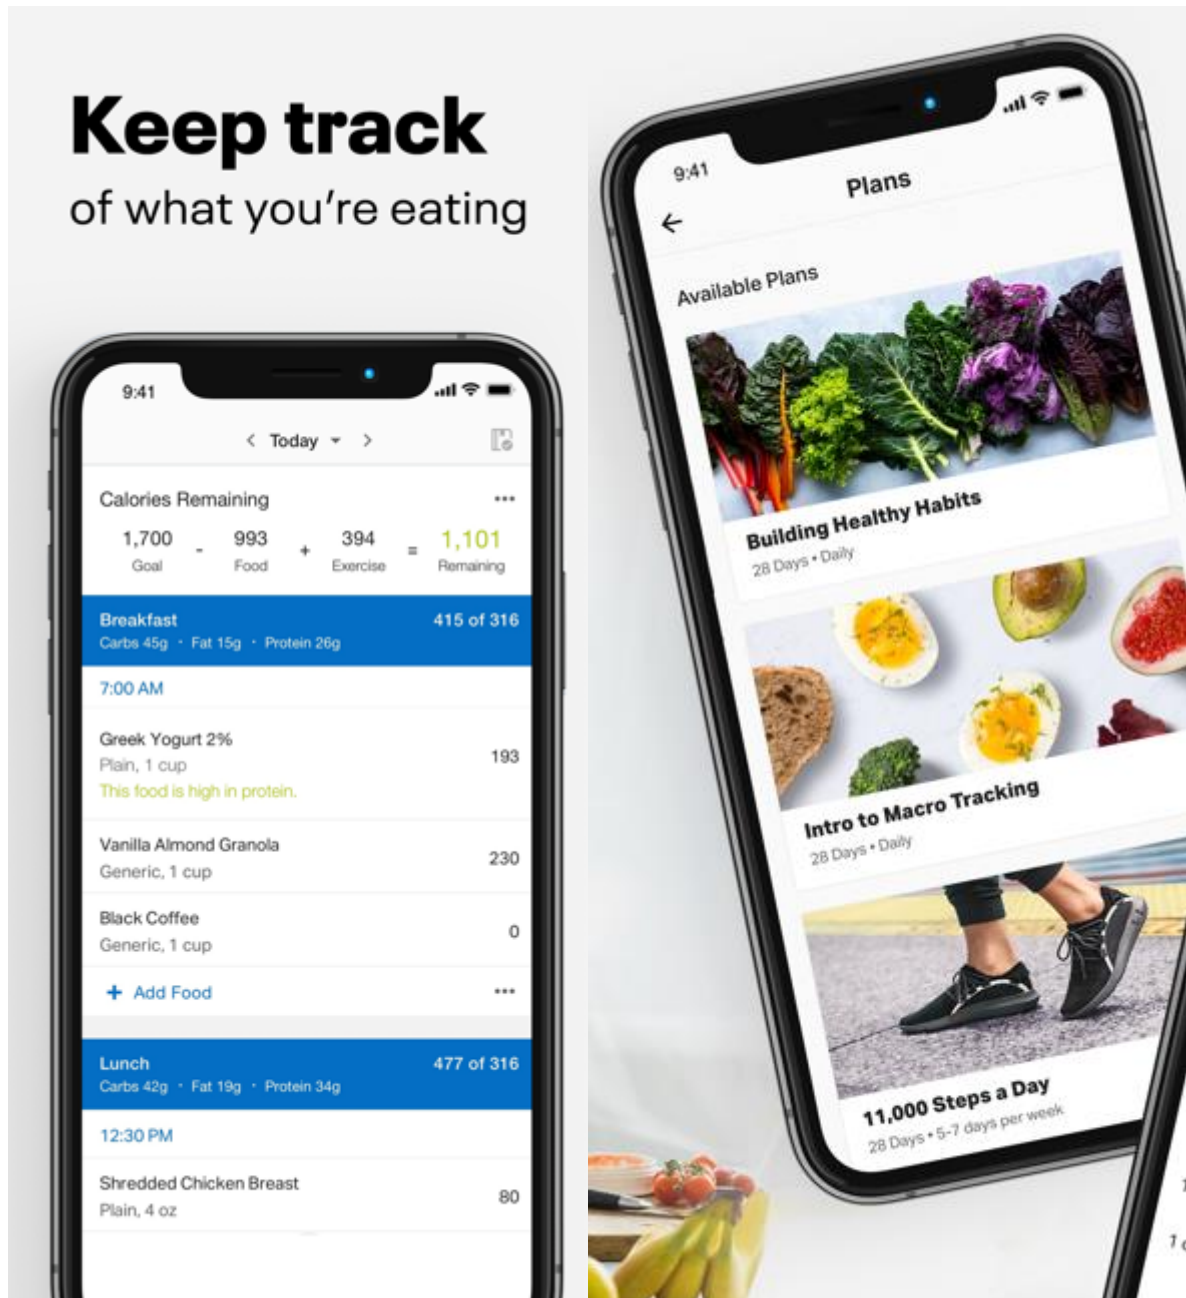 Keep track
of what you're eating
9:41
Today
Calories Remaining
1,700 - 993 + 394 = 1,101
Goal Food Exercise Remaining
Breakfast 415 of 316
Carbs 45g • Fat 15g • Protein 26g
7:00 AM
Greek Yogurt 2%
Plain, 1 cup 193
This food is high in protein.
Vanilla Almond Granola
Generic, 1 cup 230
Black Coffee
Generic, 1 cup 0
+ Add Food
Lunch 477 of 316
Carbs 42g • Fat 19g • Protein 34g
12:30 PM
Shredded Chicken Breast
Plain, 4 oz 80
9:41
Plans
Available Plans
Building Healthy Habits
28 Days • Daily
Intro to Macro Tracking
28 Days • Daily
11,000 Steps a Day
28 Days • 5-7 days per week